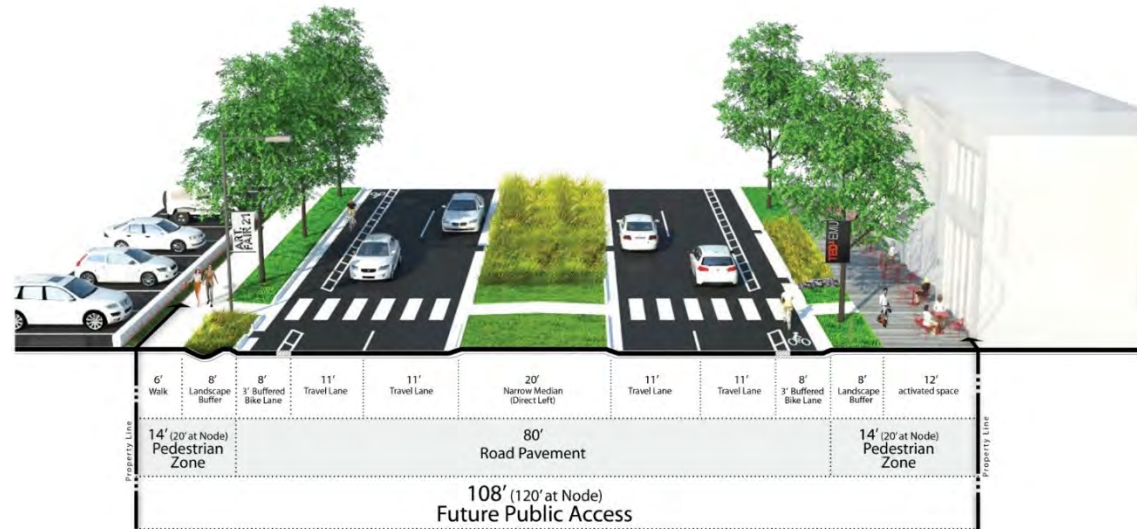 ART
FAIR 21
TEDxEMU
6'
Walk
8'
Landscape
Buffer
8'
3' Buffered
Bike Lane
11'
Travel Lane
11'
Travel Lane
20'
Narrow Median
(Direct Left)
11'
Travel Lane
11'
Travel Lane
8'
3' Buffered
Bike Lane
8'
Landscape
Buffer
12'
activated space
Property Line
14' (20' at Node)
Pedestrian
Zone
80'
Road Pavement
14' (20' at Node)
Pedestrian
Zone
Property Line
108' (120' at Node)
Future Public Access